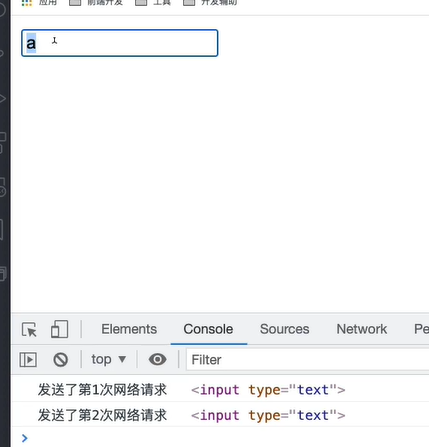 应用 前端开发 工具 开发辅助
a
Elements Console Sources Network Pe
top ▼ Filter
发送了第1次网络请求 <input type="text">
发送了第2次网络请求 <input type="text">